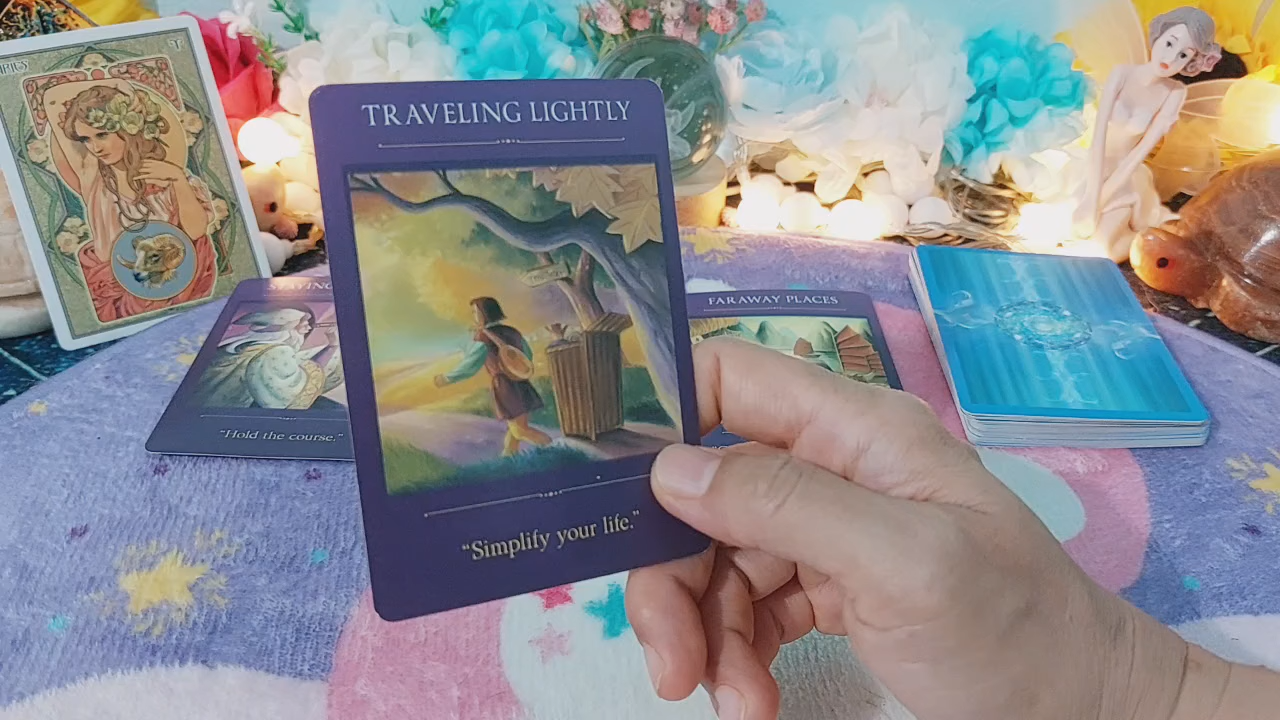 TRAVELING LIGHTLY
"Simplify your life."
"Hold the course."
FARAWAY PLACES